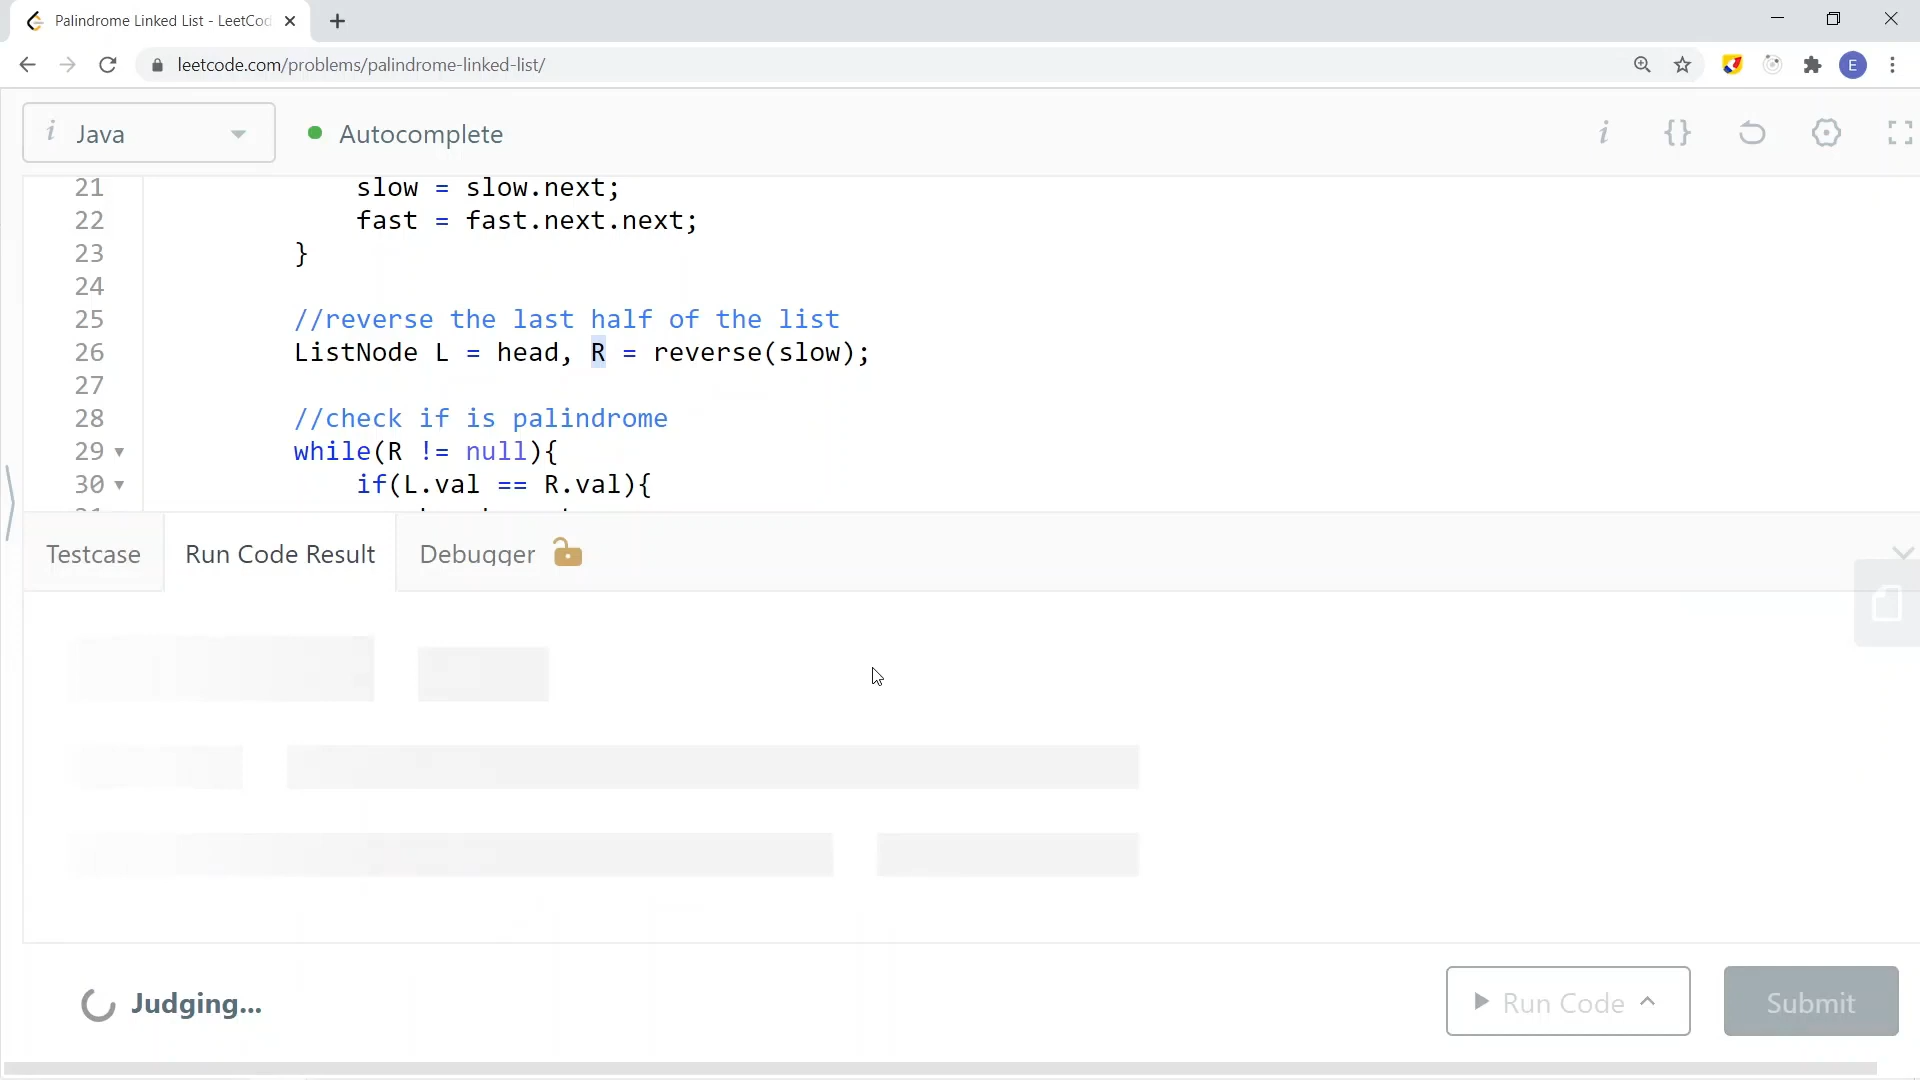 Palindrome Linked List - LeetCod
leetcode.com/problems/palindrome-linked-list/
E
i Java
Autocomplete
i {}
21 slow = slow.next;
22 fast = fast.next.next;
23 }
24
25 //reverse the last half of the list
26 ListNode L = head, R = reverse(slow);
27
28 //check if is palindrome
29 while(R != null){
30 if(L.val == R.val){
Testcase Run Code Result Debugger
Judging...
Run Code Submit